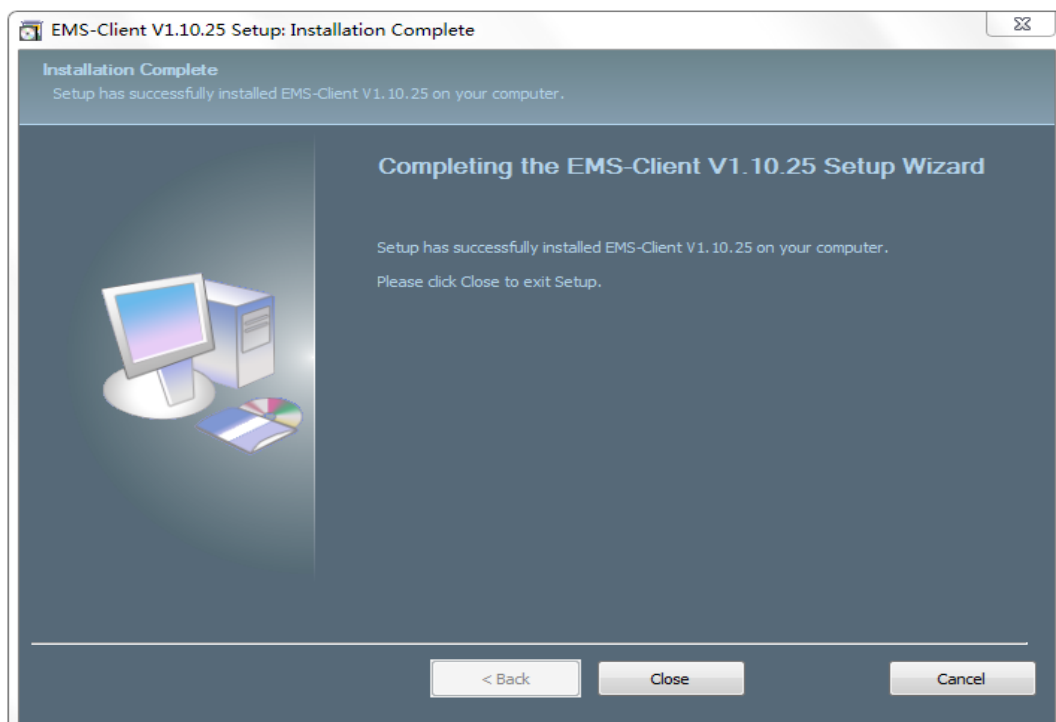 EMS-Client V1.10.25 Setup: Installation Complete
Installation Complete
Setup has successfully installed EMS-Client V1.10.25 on your computer.
Completing the EMS-Client V1.10.25 Setup Wizard
Setup has successfully installed EMS-Client V1.10.25 on your computer.
Please click Close to exit Setup.
< Back
Close
Cancel